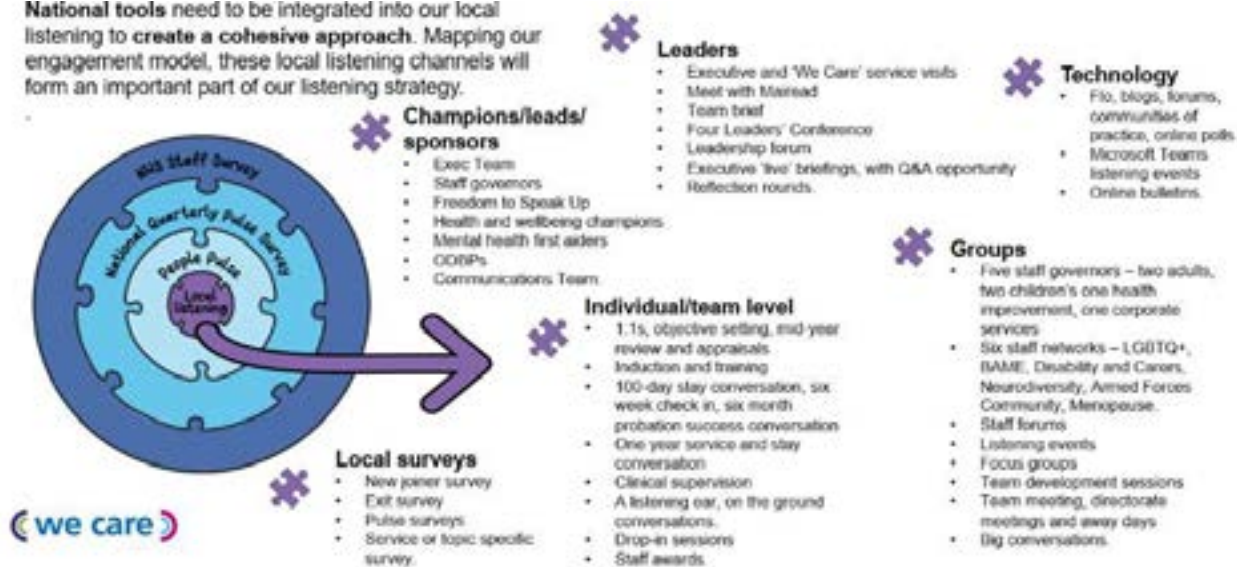 National tools need to be integrated into our local
listening to create a cohesive approach. Mapping our
engagement model, these local listening channels will
form an important part of our listening strategy.
NHS Staff Survey
National Quarterly Pulse Survey
People Pulse
Local
listening
Champions/leads/
sponsors
• Exec Team
• Staff governors
• Freedom to Speak Up
• Health and wellbeing champions
• Mental health first aiders
• ODBPs
• Communications Team
Leaders
• Executive and 'We Care' service visits
• Meet with Mairead
• Team brief
• Four Leaders' Conference
• Leadership forum
• Executive 'live' briefings, with Q&A opportunity
• Reflection rounds.
Technology
• Flo, blogs, forums,
communities of
practice, online polls
• Microsoft Teams
listening events
• Online bulletins.
Individual/team level
• 1.1s, objective setting, mid-year
review and appraisals
• Induction and training
• 100-day stay conversation, six
week check in, six month
probation success conversation
• One year service and stay
conversation
• Clinical supervision
• A listening ear, on the ground
conversations.
• Drop-in sessions
• Staff awards.
Groups
• Five staff governors – two adults,
two children's one health
improvement, one corporate
services
• Six staff networks – LGBTQ+,
BAME, Disability and Carers,
Neurodiversity, Armed Forces
Community, Menopause.
• Staff forums
• Listening events
• Focus groups
• Team development sessions
• Team meeting, directorate
meetings and away days
• Big conversations.
Local surveys
• New joiner survey
• Exit survey
• Pulse surveys
• Service or topic specific
survey.
we care